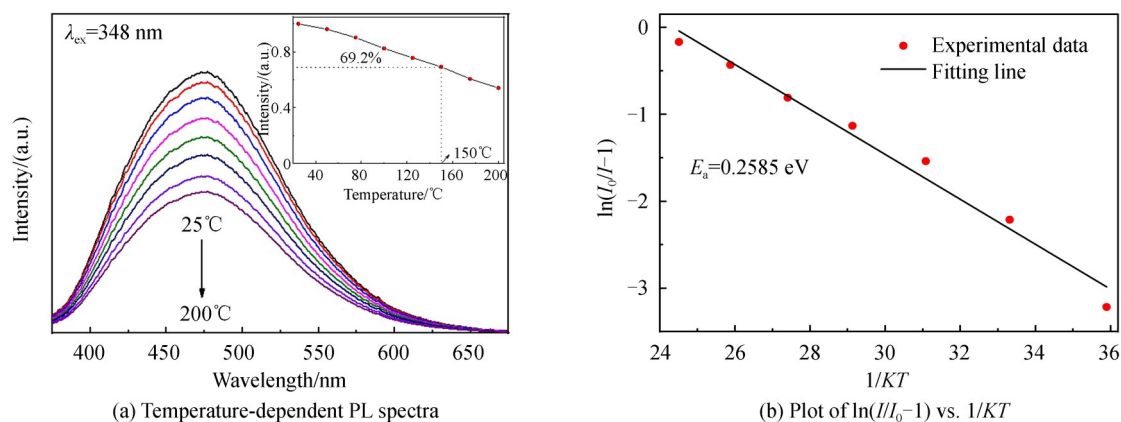 λex=348 nm
Intensity/(a.u.)
25℃
200℃
400 450 500 550 600 650
Wavelength/nm
Intensity/(a.u.)
0.8
0.4
0
69.2%
150℃
40 80 120 160 200
Temperature/℃
(a) Temperature-dependent PL spectra
ln(I0/I−1)
−0
−1
−2
−3
Experimental data
Fitting line
Ea=0.2585 eV
24 26 28 30 32 34 36
1/KT
(b) Plot of ln(I/I0−1) vs. 1/KT